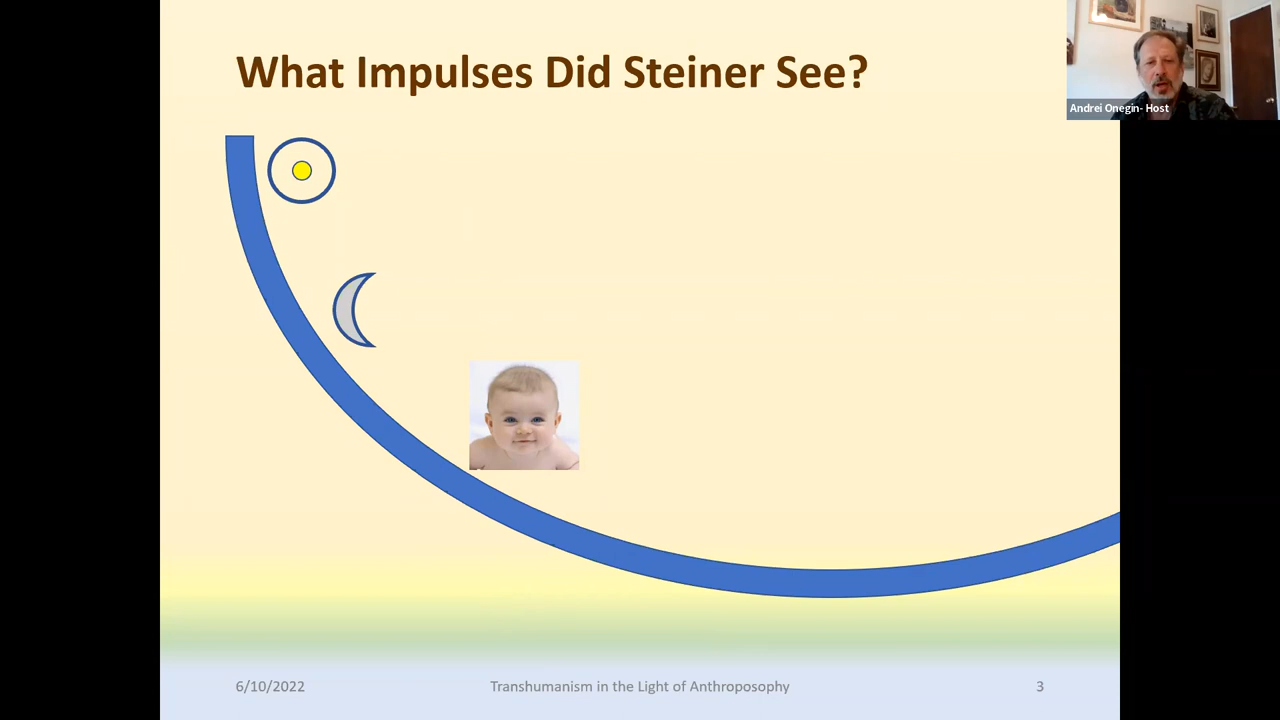 What Impulses Did Steiner See?
Andrei Onegin- Host
6/10/2022
Transhumanism in the Light of Anthroposophy
3